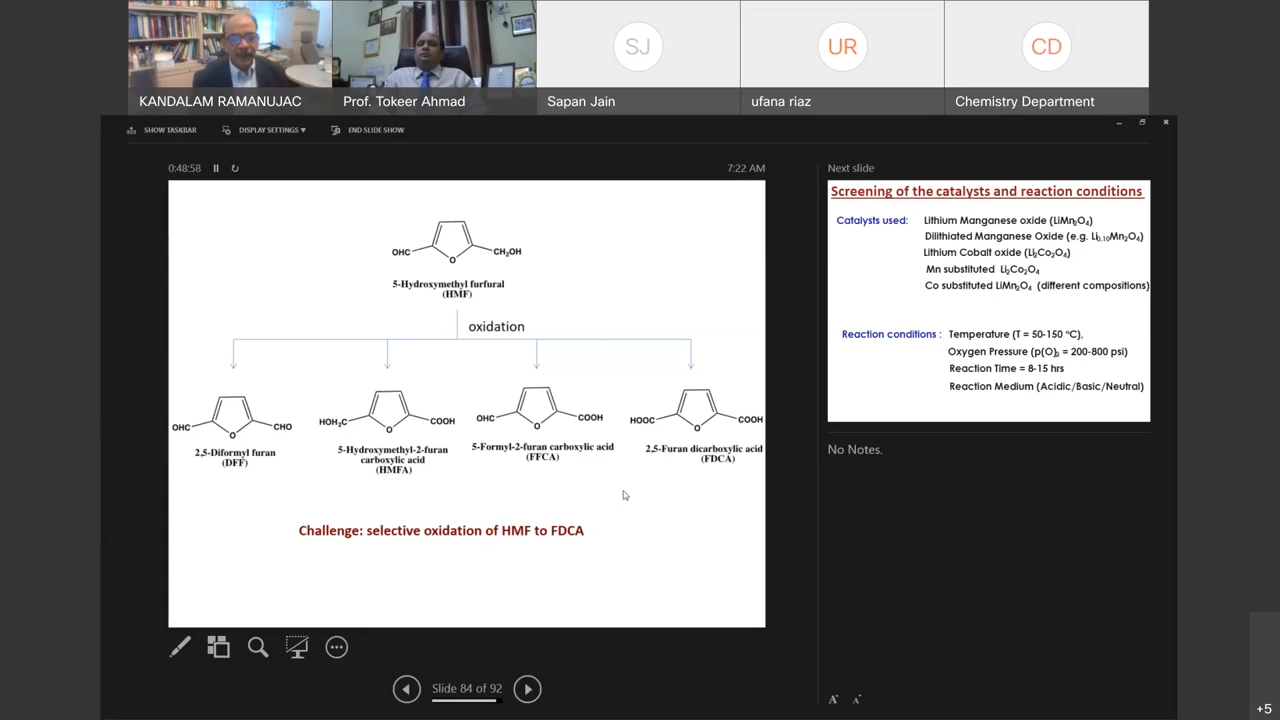 SJ
UR
CD
KANDALAM RAMANUJAC
Prof. Tokeer Ahmad
Sapan Jain
ufana riaz
Chemistry Department
SHOW TASKBAR
DISPLAY SETTINGS ▾
END SLIDE SHOW
0:48:58
7:22 AM
OHC
O
CH₂OH
5-Hydroxymethyl furfural
(HMF)
oxidation
OHC
O
CHO
2,5-Diformyl furan
(DFF)
HOH₂C
O
COOH
5-Hydroxymethyl-2-furan
carboxylic acid
(HMFA)
OHC
O
COOH
5-Formyl-2-furan carboxylic acid
(FFCA)
HOOC
O
COOH
2,5-Furan dicarboxylic acid
(FDCA)
Challenge: selective oxidation of HMF to FDCA
Slide 84 of 92
Next slide
Screening of the catalysts and reaction conditions
Catalysts used: Lithium Manganese oxide (LiMn₂O₄)
Dilithiated Manganese Oxide (e.g. Li₀.₁₀Mn₂O₄)
Lithium Cobalt oxide (Li₂Co₂O₄)
Mn substituted Li₂Co₂O₄
Co substituted LiMn₂O₄ (different compositions)
Reaction conditions : Temperature (T = 50-150 °C),
Oxygen Pressure (p(O)₂ = 200-800 psi)
Reaction Time = 8-15 hrs
Reaction Medium (Acidic/Basic/Neutral)
No Notes.
A A
+5